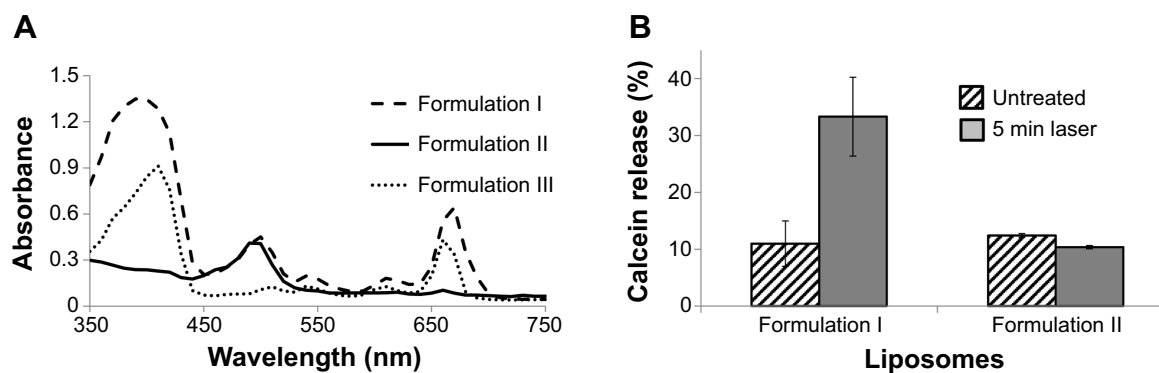 A
Absorbance
1.5
1.2
0.9
0.6
0.3
0
350
450
550
650
750
Wavelength (nm)
Formulation I
Formulation II
Formulation III
B
Calcein release (%)
40
30
20
10
0
Untreated
5 min laser
Formulation I
Formulation II
Liposomes